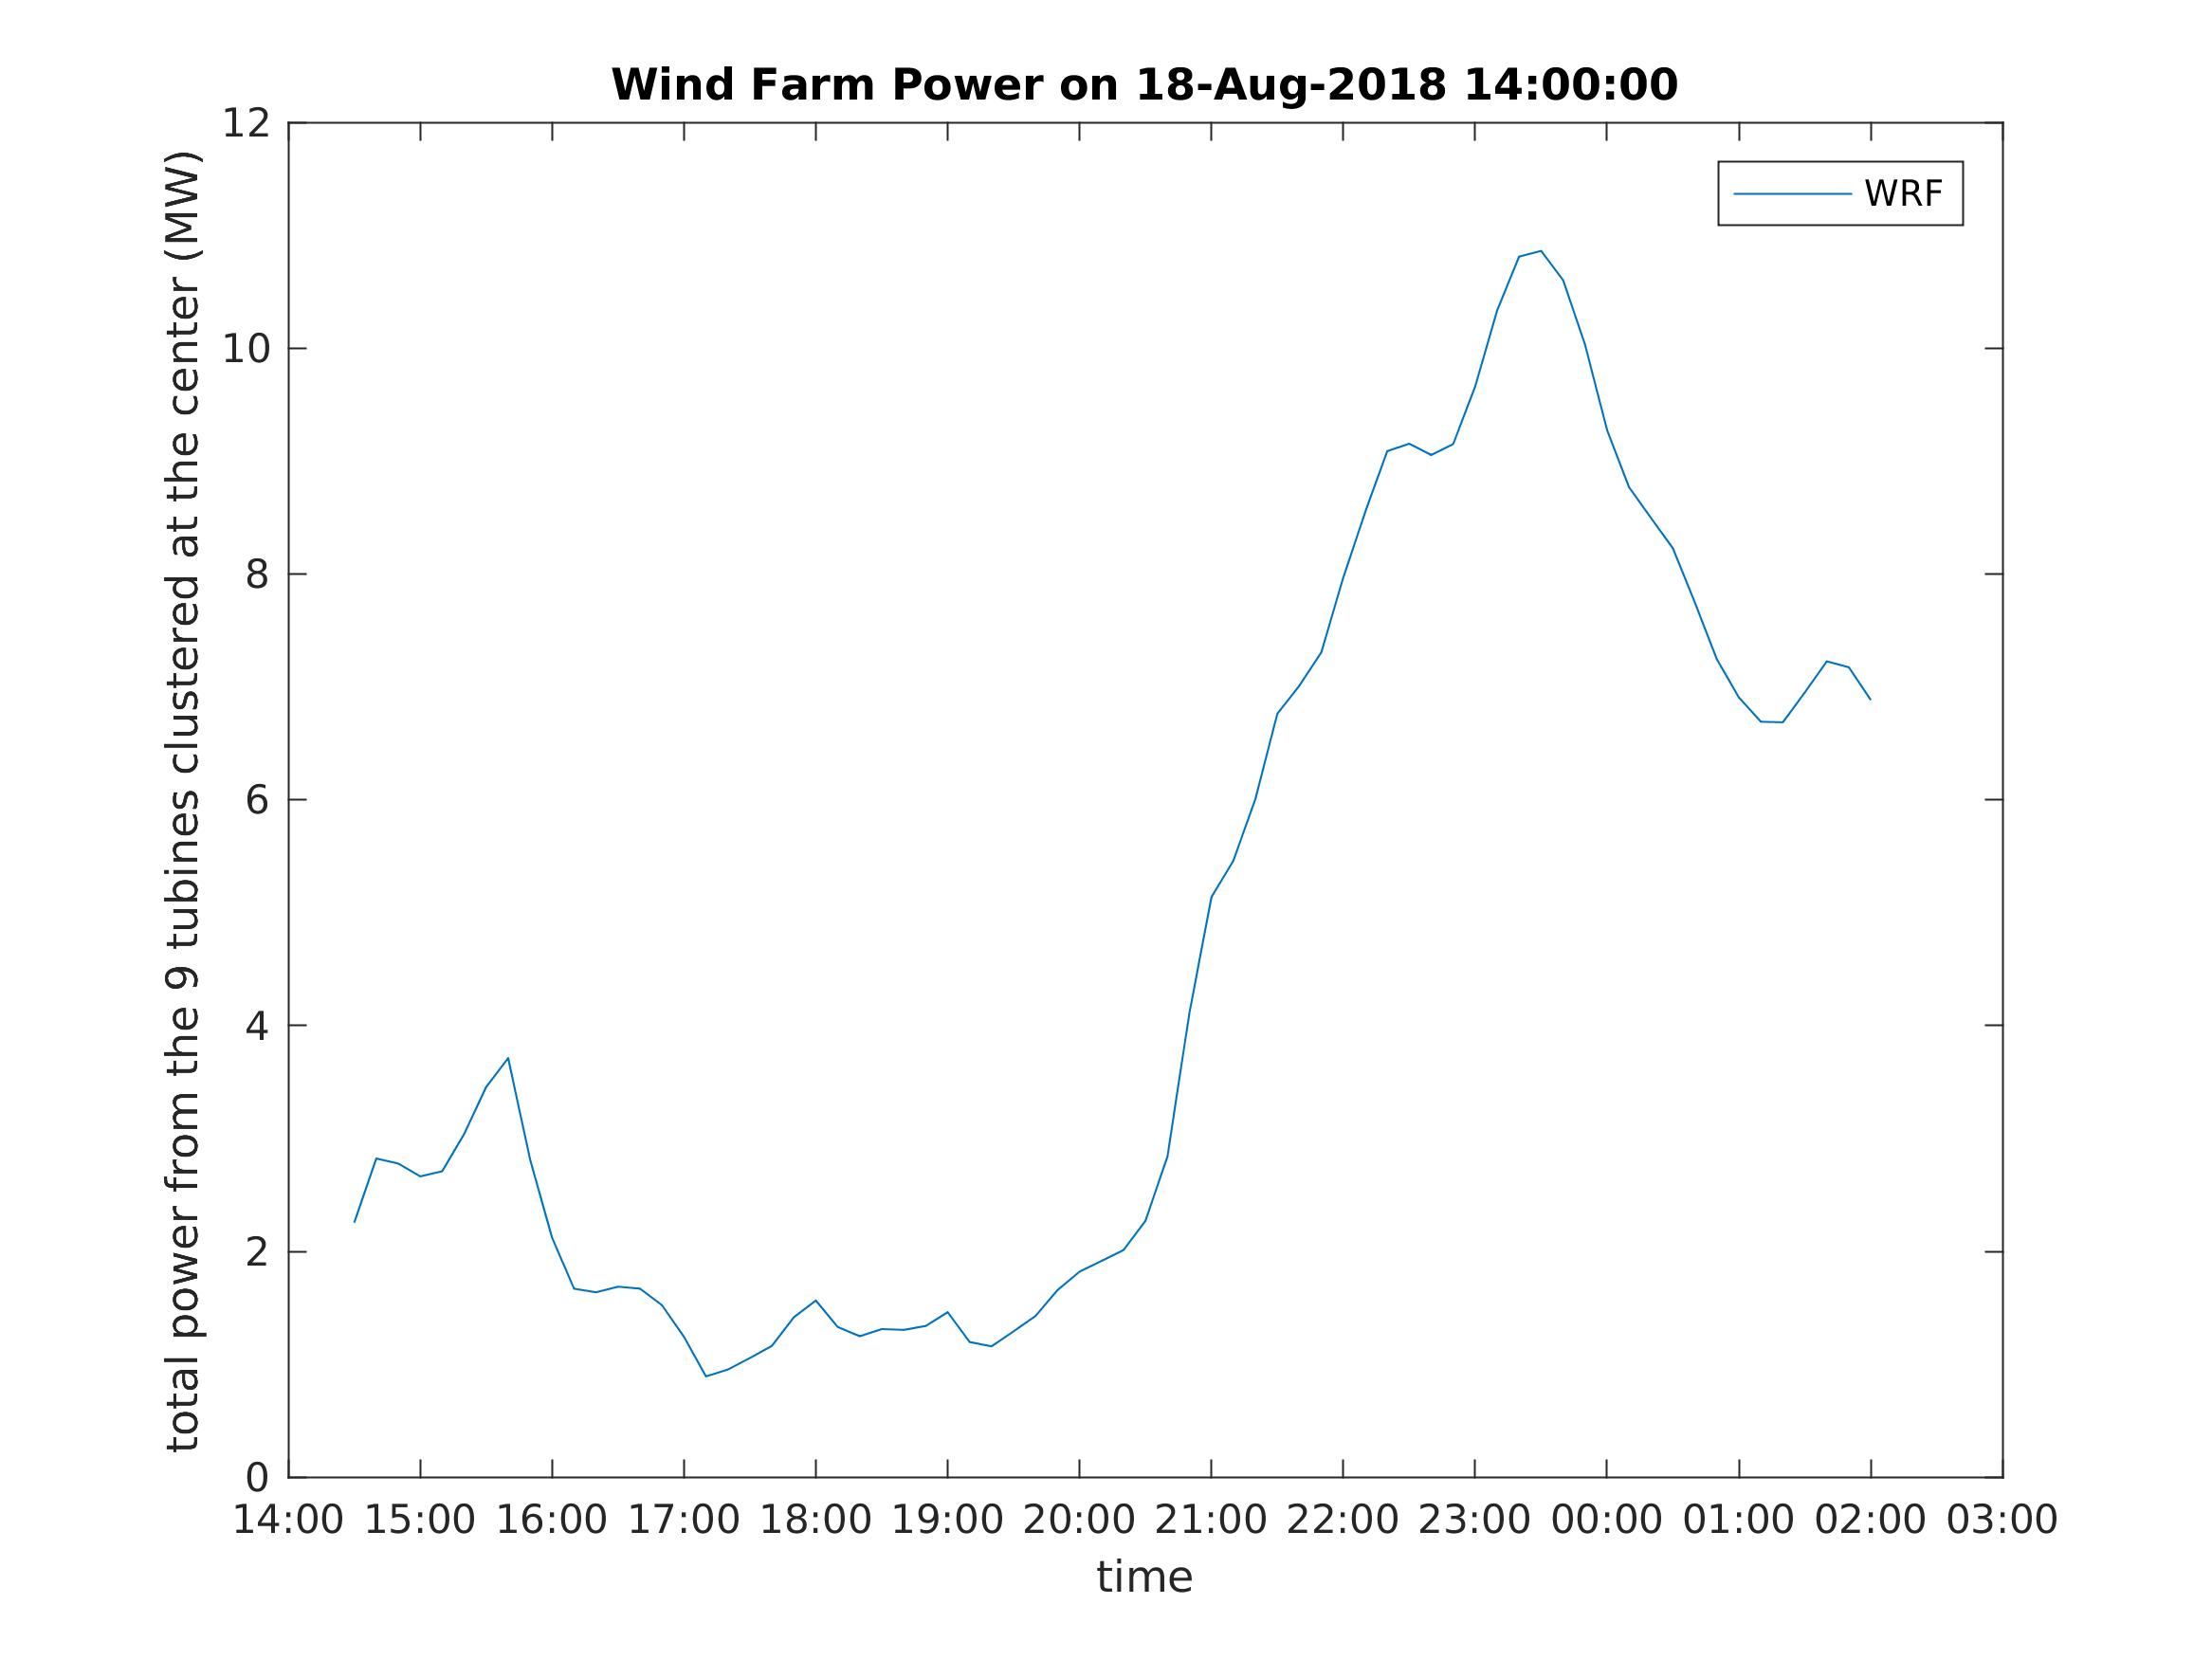 Wind Farm Power on 18-Aug-2018 14:00:00
WRF
total power from the 9 tubines clustered at the center (MW)
12
10
8
6
4
2
0
14:00 15:00 16:00 17:00 18:00 19:00 20:00 21:00 22:00 23:00 00:00 01:00 02:00 03:00
time